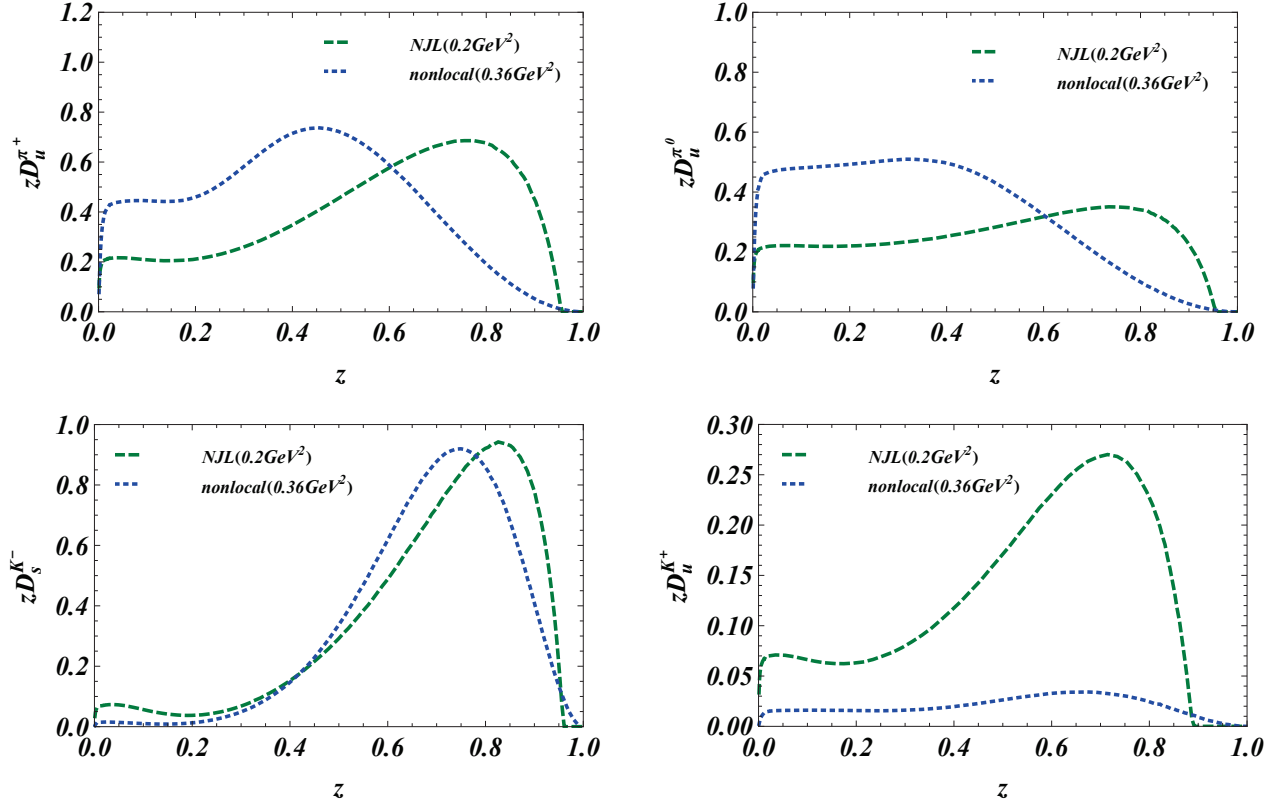 1.2
1.0
0.8
0.6
0.4
0.2
0.0
zD_u^{π^+}
NJL(0.2GeV²)
nonlocal(0.36GeV²)
0.0 0.2 0.4 0.6 0.8 1.0
z
1.0
0.8
0.6
0.4
0.2
0.0
zD_u^{π^0}
NJL(0.2GeV²)
nonlocal(0.36GeV²)
0.0 0.2 0.4 0.6 0.8 1.0
z
1.0
0.8
0.6
0.4
0.2
0.0
zD_s^{K^-}
NJL(0.2GeV²)
nonlocal(0.36GeV²)
0.0 0.2 0.4 0.6 0.8 1.0
z
0.30
0.25
0.20
0.15
0.10
0.05
0.00
zD_u^{K^+}
NJL(0.2GeV²)
nonlocal(0.36GeV²)
0.0 0.2 0.4 0.6 0.8 1.0
z